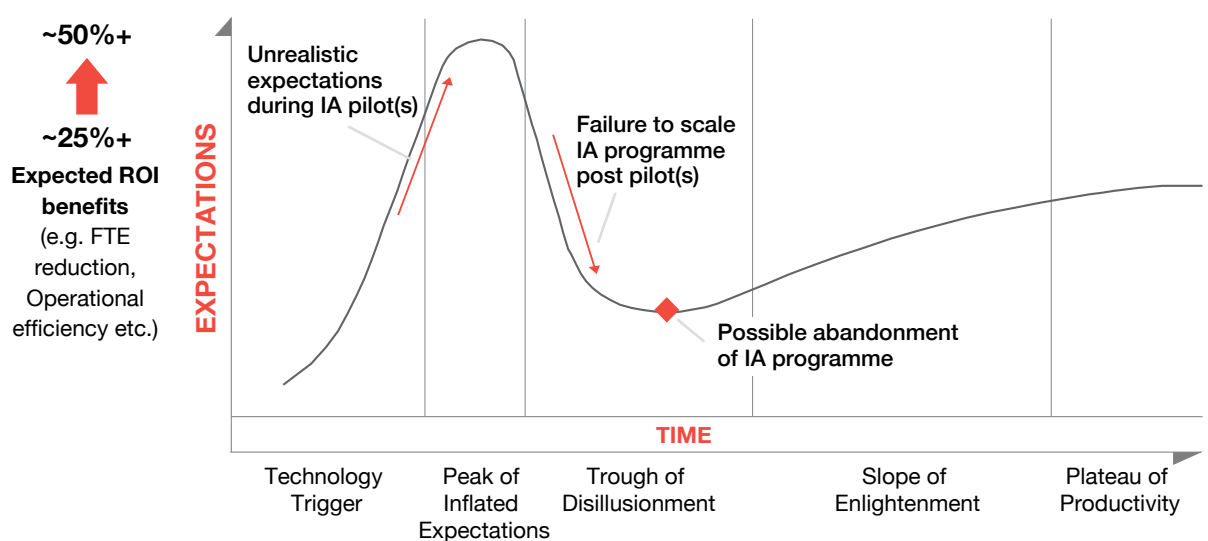 ~50%+
~25%+
Expected ROI
benefits
(e.g. FTE
reduction,
Operational
efficiency etc.)
EXPECTATIONS
Unrealistic
expectations
during IA pilot(s)
Failure to scale
IA programme
post pilot(s)
Possible abandonment
of IA programme
TIME
Technology
Trigger
Peak of
Inflated
Expectations
Trough of
Disillusionment
Slope of
Enlightenment
Plateau of
Productivity